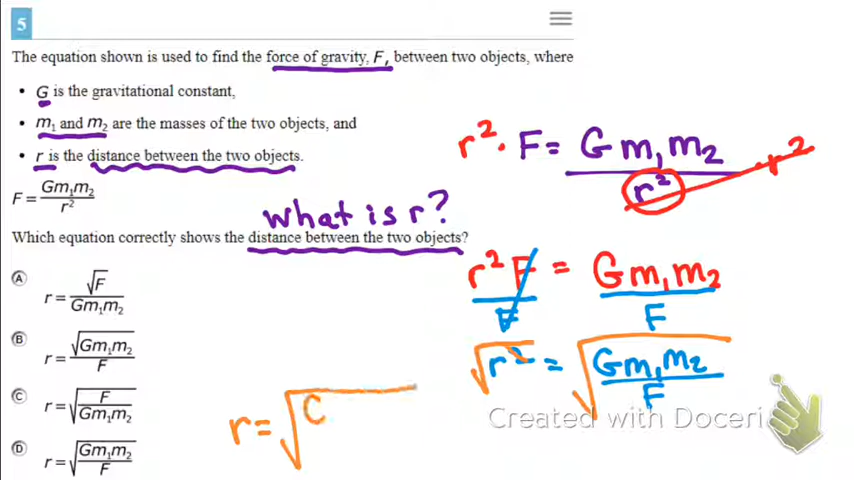 5
The equation shown is used to find the force of gravity, F, between two objects, where
• G is the gravitational constant,
• m₁ and m₂ are the masses of the two objects, and
• r is the distance between the two objects.
F = Gm₁m₂ / r²
What is r?
Which equation correctly shows the distance between the two objects?
A r = √F / Gm₁m₂
B r = √Gm₁m₂ / F
C r = √(F / Gm₁m₂)
D r = √(Gm₁m₂ / F)
r² · F = Gm₁m₂ / r² · r²
r²F / F = Gm₁m₂ / F
√r² = √(Gm₁m₂ / F)
r = √C
Created with Doceri